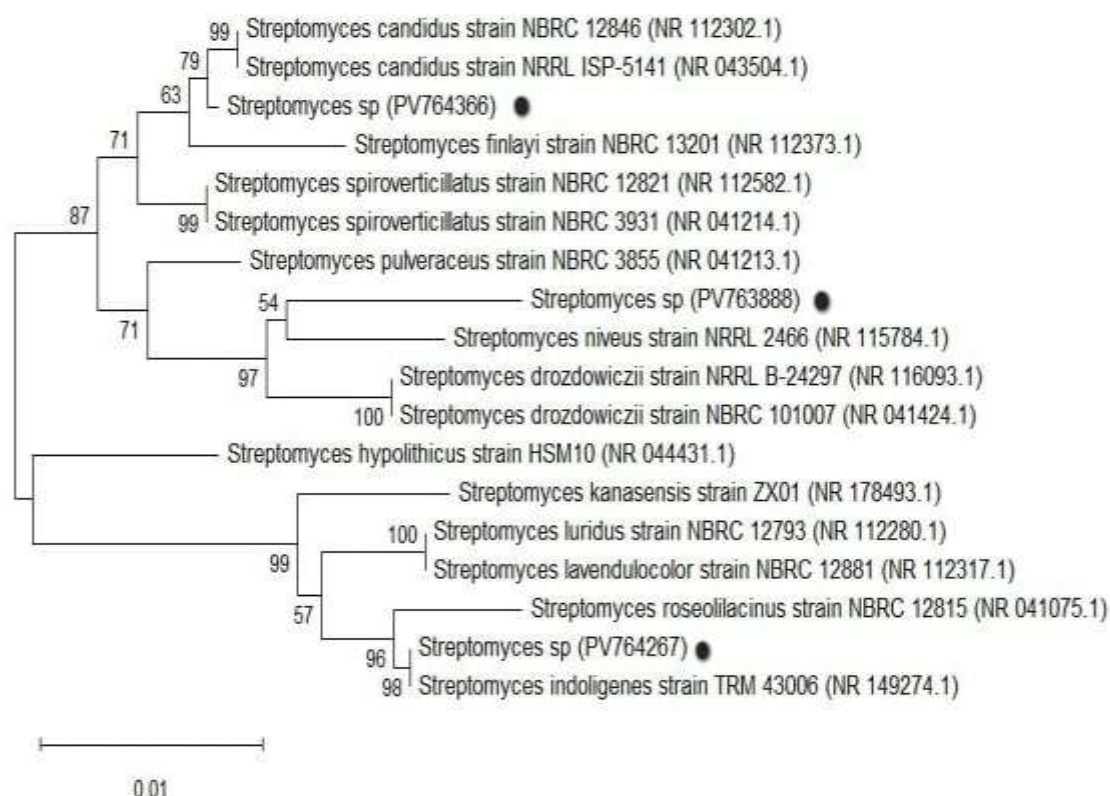 99
Streptomyces candidus strain NBRC 12846 (NR 112302.1)
79
Streptomyces candidus strain NRRL ISP-5141 (NR 043504.1)
63
Streptomyces sp (PV764366)
71
Streptomyces finlayi strain NBRC 13201 (NR 112373.1)
Streptomyces spiroverticillatus strain NBRC 12821 (NR 112582.1)
87
99
Streptomyces spiroverticillatus strain NBRC 3931 (NR 041214.1)
Streptomyces pulveraceus strain NBRC 3855 (NR 041213.1)
54
Streptomyces sp (PV763888)
71
Streptomyces niveus strain NRRL 2466 (NR 115784.1)
97
Streptomyces drozdowiczii strain NRRL B-24297 (NR 116093.1)
100
Streptomyces drozdowiczii strain NBRC 101007 (NR 041424.1)
Streptomyces hypolithicus strain HSM10 (NR 044431.1)
Streptomyces kanasensis strain ZX01 (NR 178493.1)
100
Streptomyces luridus strain NBRC 12793 (NR 112280.1)
99
Streptomyces lavendulocolor strain NBRC 12881 (NR 112317.1)
57
Streptomyces roseolilacinus strain NBRC 12815 (NR 041075.1)
Streptomyces sp (PV764267)
96
98
Streptomyces indoligenes strain TRM 43006 (NR 149274.1)
0.01